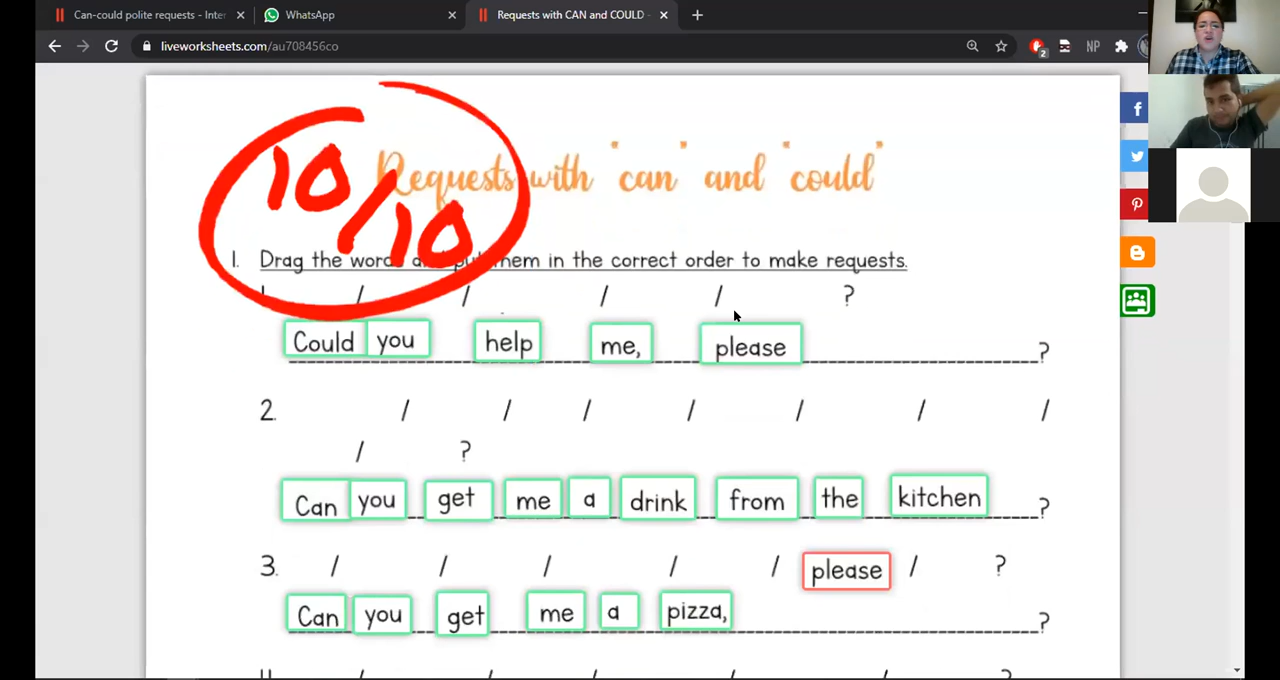 Can-could polite requests - Inter
WhatsApp
Requests with CAN and COULD -
liveworksheets.com/au708456co
2
NP
10/10
Requests with "can" and "could"
1. Drag the words and put them in the correct order to make requests.
/ / / / ?
Could you help me, please ?
2. / / / / / / /
/ ?
Can you get me a drink from the kitchen ?
3. / / / / / please / ?
Can you get me a pizza, ?